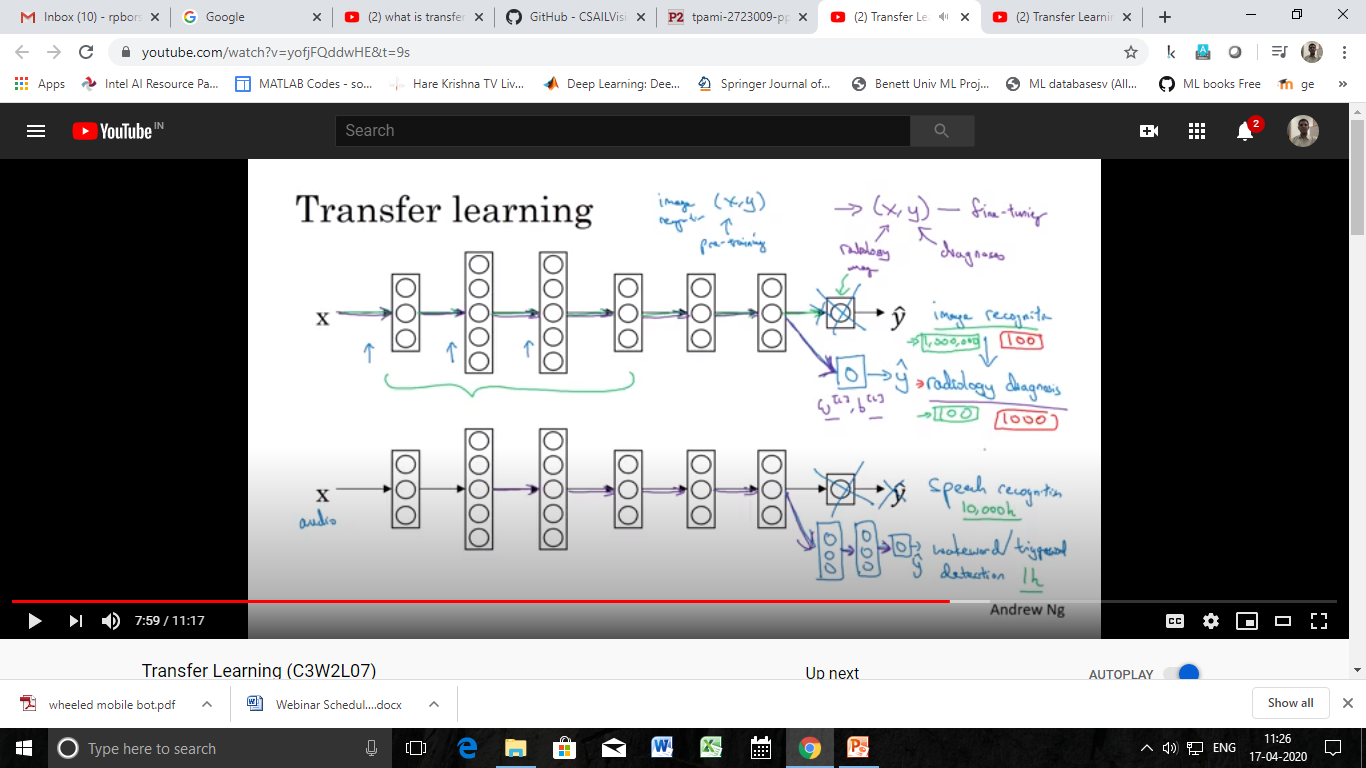 Inbox (10) - rpbors
Google
(2) what is transfer
GitHub - CSAILVisi
tpami-2723009-pp
(2) Transfer Le
(2) Transfer Learnin
youtube.com/watch?v=yofjFQddwHE&t=9s
Apps
Intel AI Resource Pa...
MATLAB Codes - so...
Hare Krishna TV Liv...
Deep Learning: Dee...
Springer Journal of...
Benett Univ ML Proj...
ML databasesv (All...
ML books Free
ge
»
YouTube IN
Search
2
Transfer learning
image (x,y)
pre-training
→ (x, y) — fine-tuning
radiology
diagnoses
x
ŷ
image recognition
→ 1,000,000 100
ŷ
radiology diagnosis
→ 100 1000
x
audio
ŷ
Speech recognition
10,000h
ŷ
wakeword/triggerword
detection 1h
Andrew Ng
7:59 / 11:17
CC
Transfer Learning (C3W2L07)
Up next
AUTOPLAY
wheeled mobile bot.pdf
Webinar Schedul....docx
Show all
Type here to search
ENG
11:26
17-04-2020